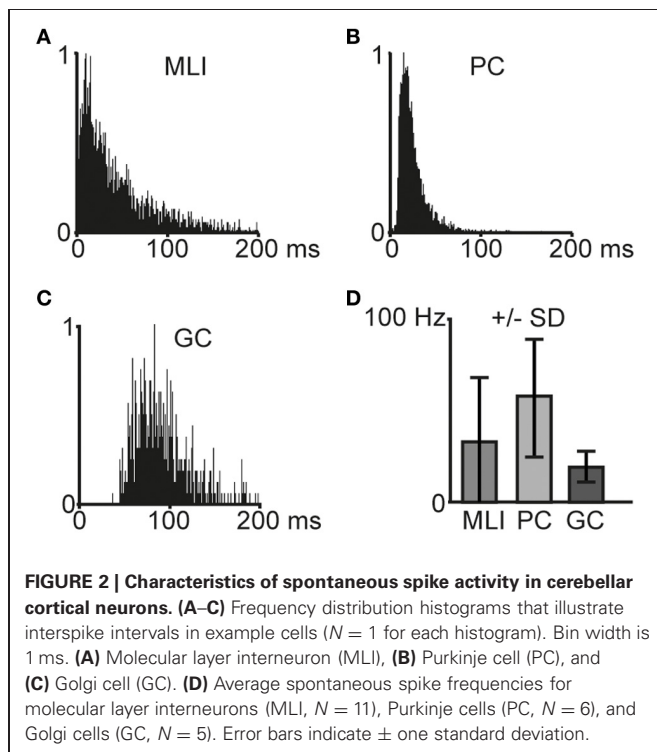 A
1
MLI
0
0
100
200 ms
B
1
PC
0
0
100
200 ms
C
1
GC
0
0
100
200 ms
D
100 Hz
+/- SD
0
MLI PC GC
FIGURE 2 | Characteristics of spontaneous spike activity in cerebellar
cortical neurons. (A–C) Frequency distribution histograms that illustrate
interspike intervals in example cells (N = 1 for each histogram). Bin width is
1 ms. (A) Molecular layer interneuron (MLI), (B) Purkinje cell (PC), and
(C) Golgi cell (GC). (D) Average spontaneous spike frequencies for
molecular layer interneurons (MLI, N = 11), Purkinje cells (PC, N = 6), and
Golgi cells (GC, N = 5). Error bars indicate ± one standard deviation.